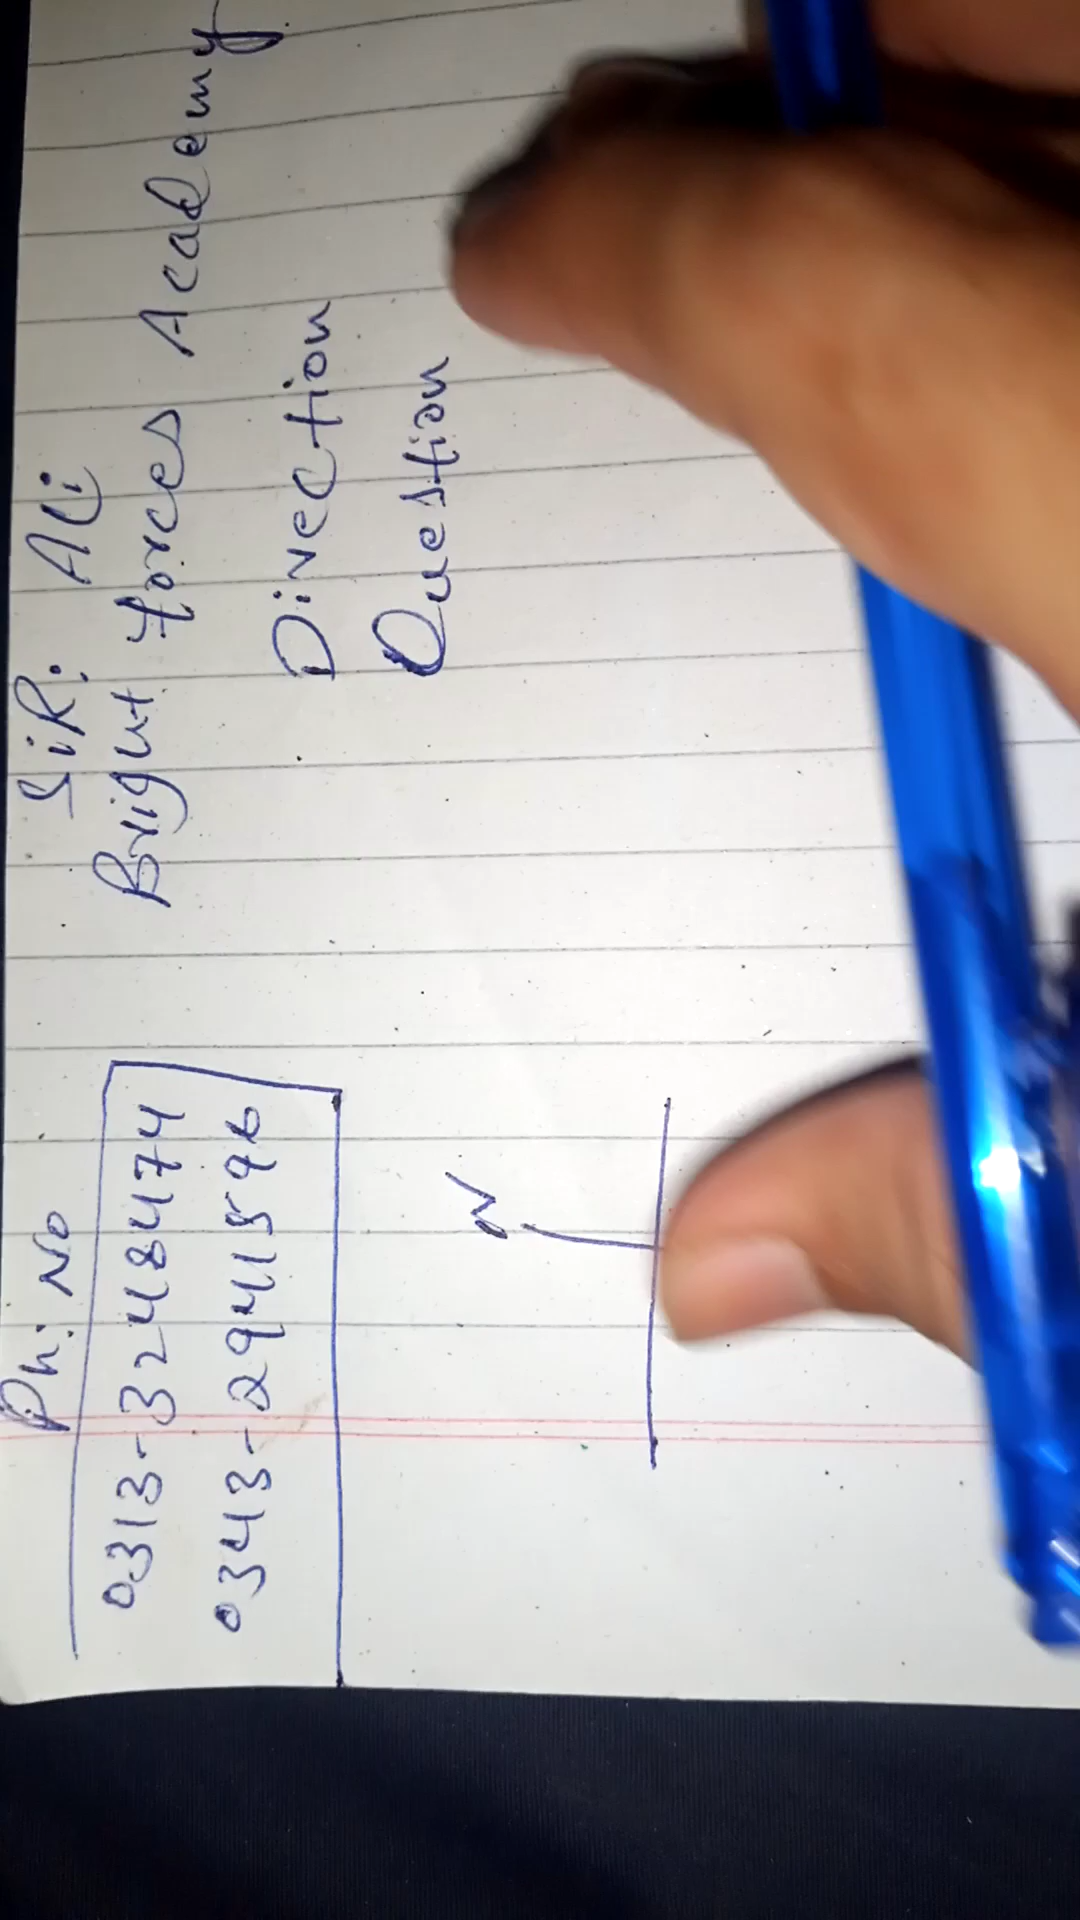 SiR: Ali
Bright forces Academy
Direction
Question
Ph: No
0313-3248474
0343-2941596
N